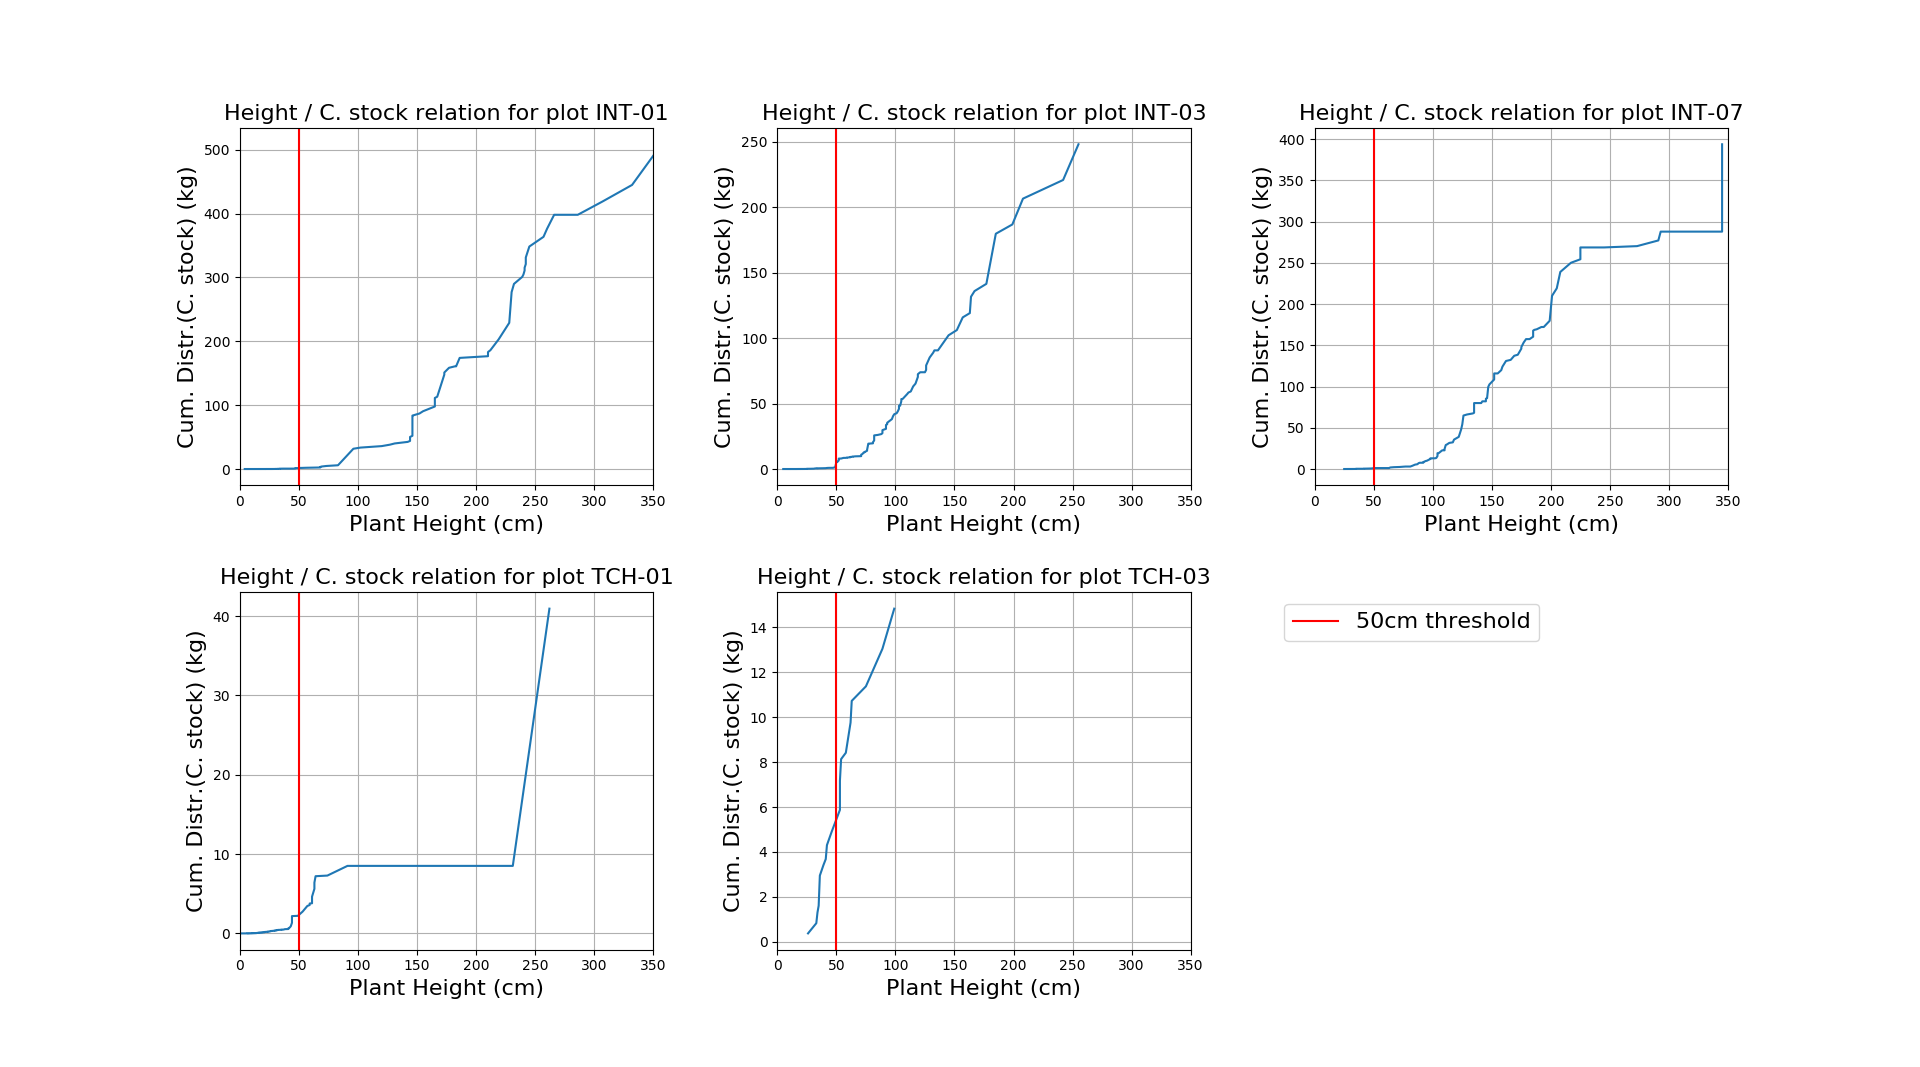 Height / C. stock relation for plot INT-01
Cum. Distr.(C. stock) (kg)
500
400
300
200
100
0
0 50 100 150 200 250 300 350
Plant Height (cm)
Height / C. stock relation for plot INT-03
Cum. Distr.(C. stock) (kg)
250
200
150
100
50
0
0 50 100 150 200 250 300 350
Plant Height (cm)
Height / C. stock relation for plot INT-07
Cum. Distr.(C. stock) (kg)
400
350
300
250
200
150
100
50
0
0 50 100 150 200 250 300 350
Plant Height (cm)
Height / C. stock relation for plot TCH-01
Cum. Distr.(C. stock) (kg)
40
30
20
10
0
0 50 100 150 200 250 300 350
Plant Height (cm)
Height / C. stock relation for plot TCH-03
Cum. Distr.(C. stock) (kg)
14
12
10
8
6
4
2
0
0 50 100 150 200 250 300 350
Plant Height (cm)
50cm threshold